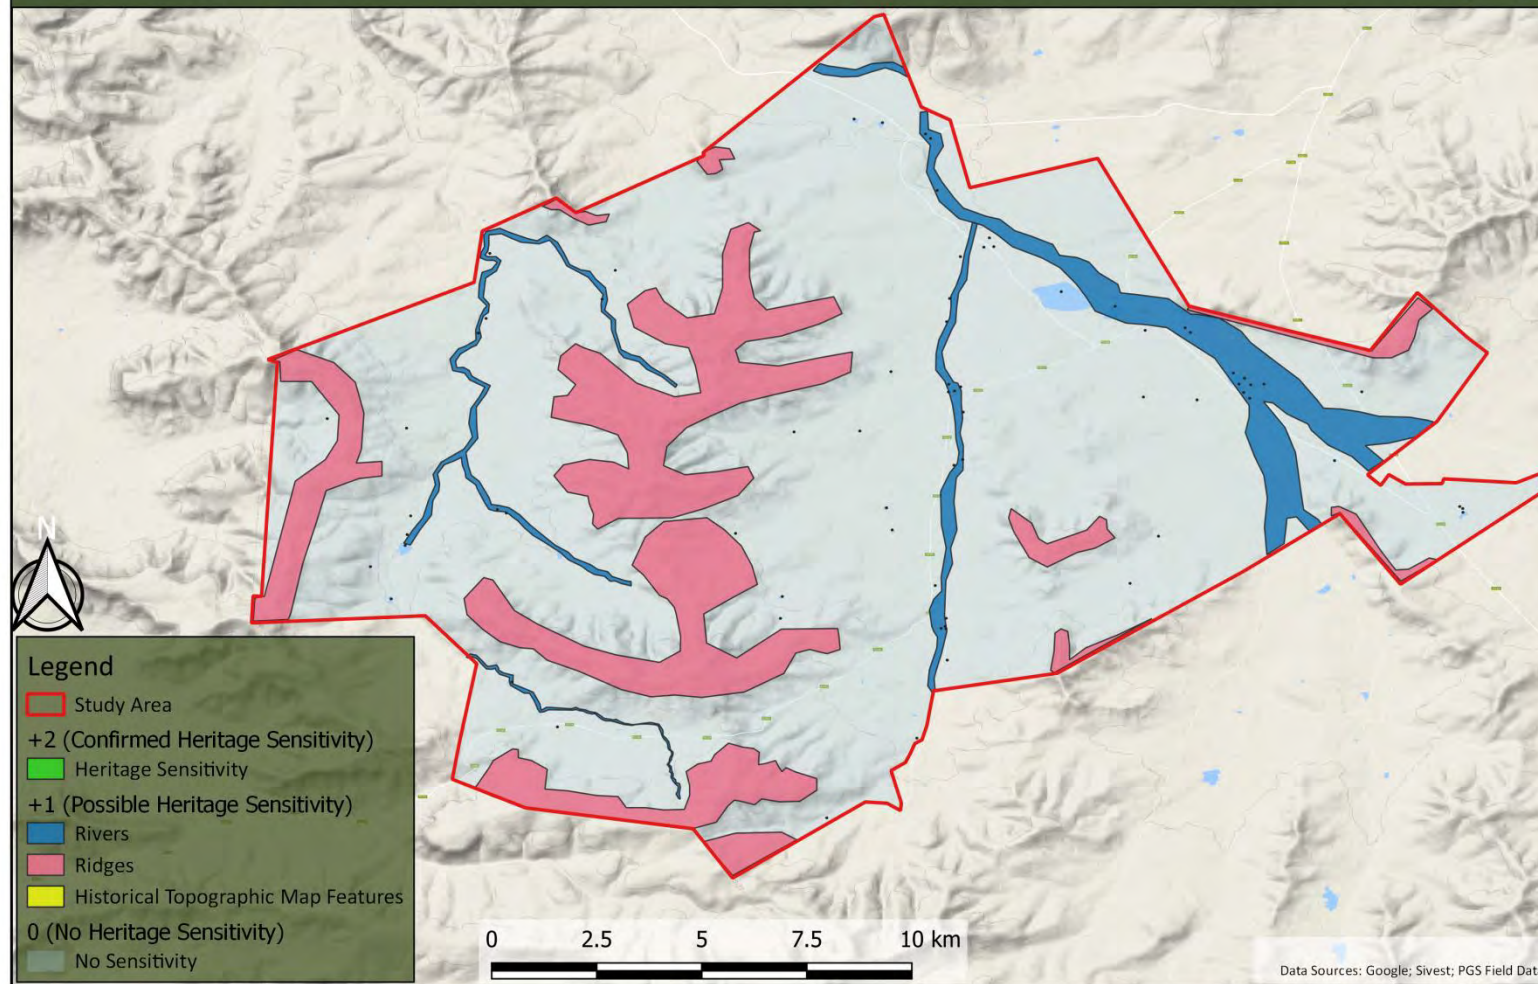 N
Legend
Study Area
+2 (Confirmed Heritage Sensitivity)
Heritage Sensitivity
+1 (Possible Heritage Sensitivity)
Rivers
Ridges
Historical Topographic Map Features
0 (No Heritage Sensitivity)
No Sensitivity
0 2.5 5 7.5 10 km
Data Sources: Google; Sivest; PGS Field Dat